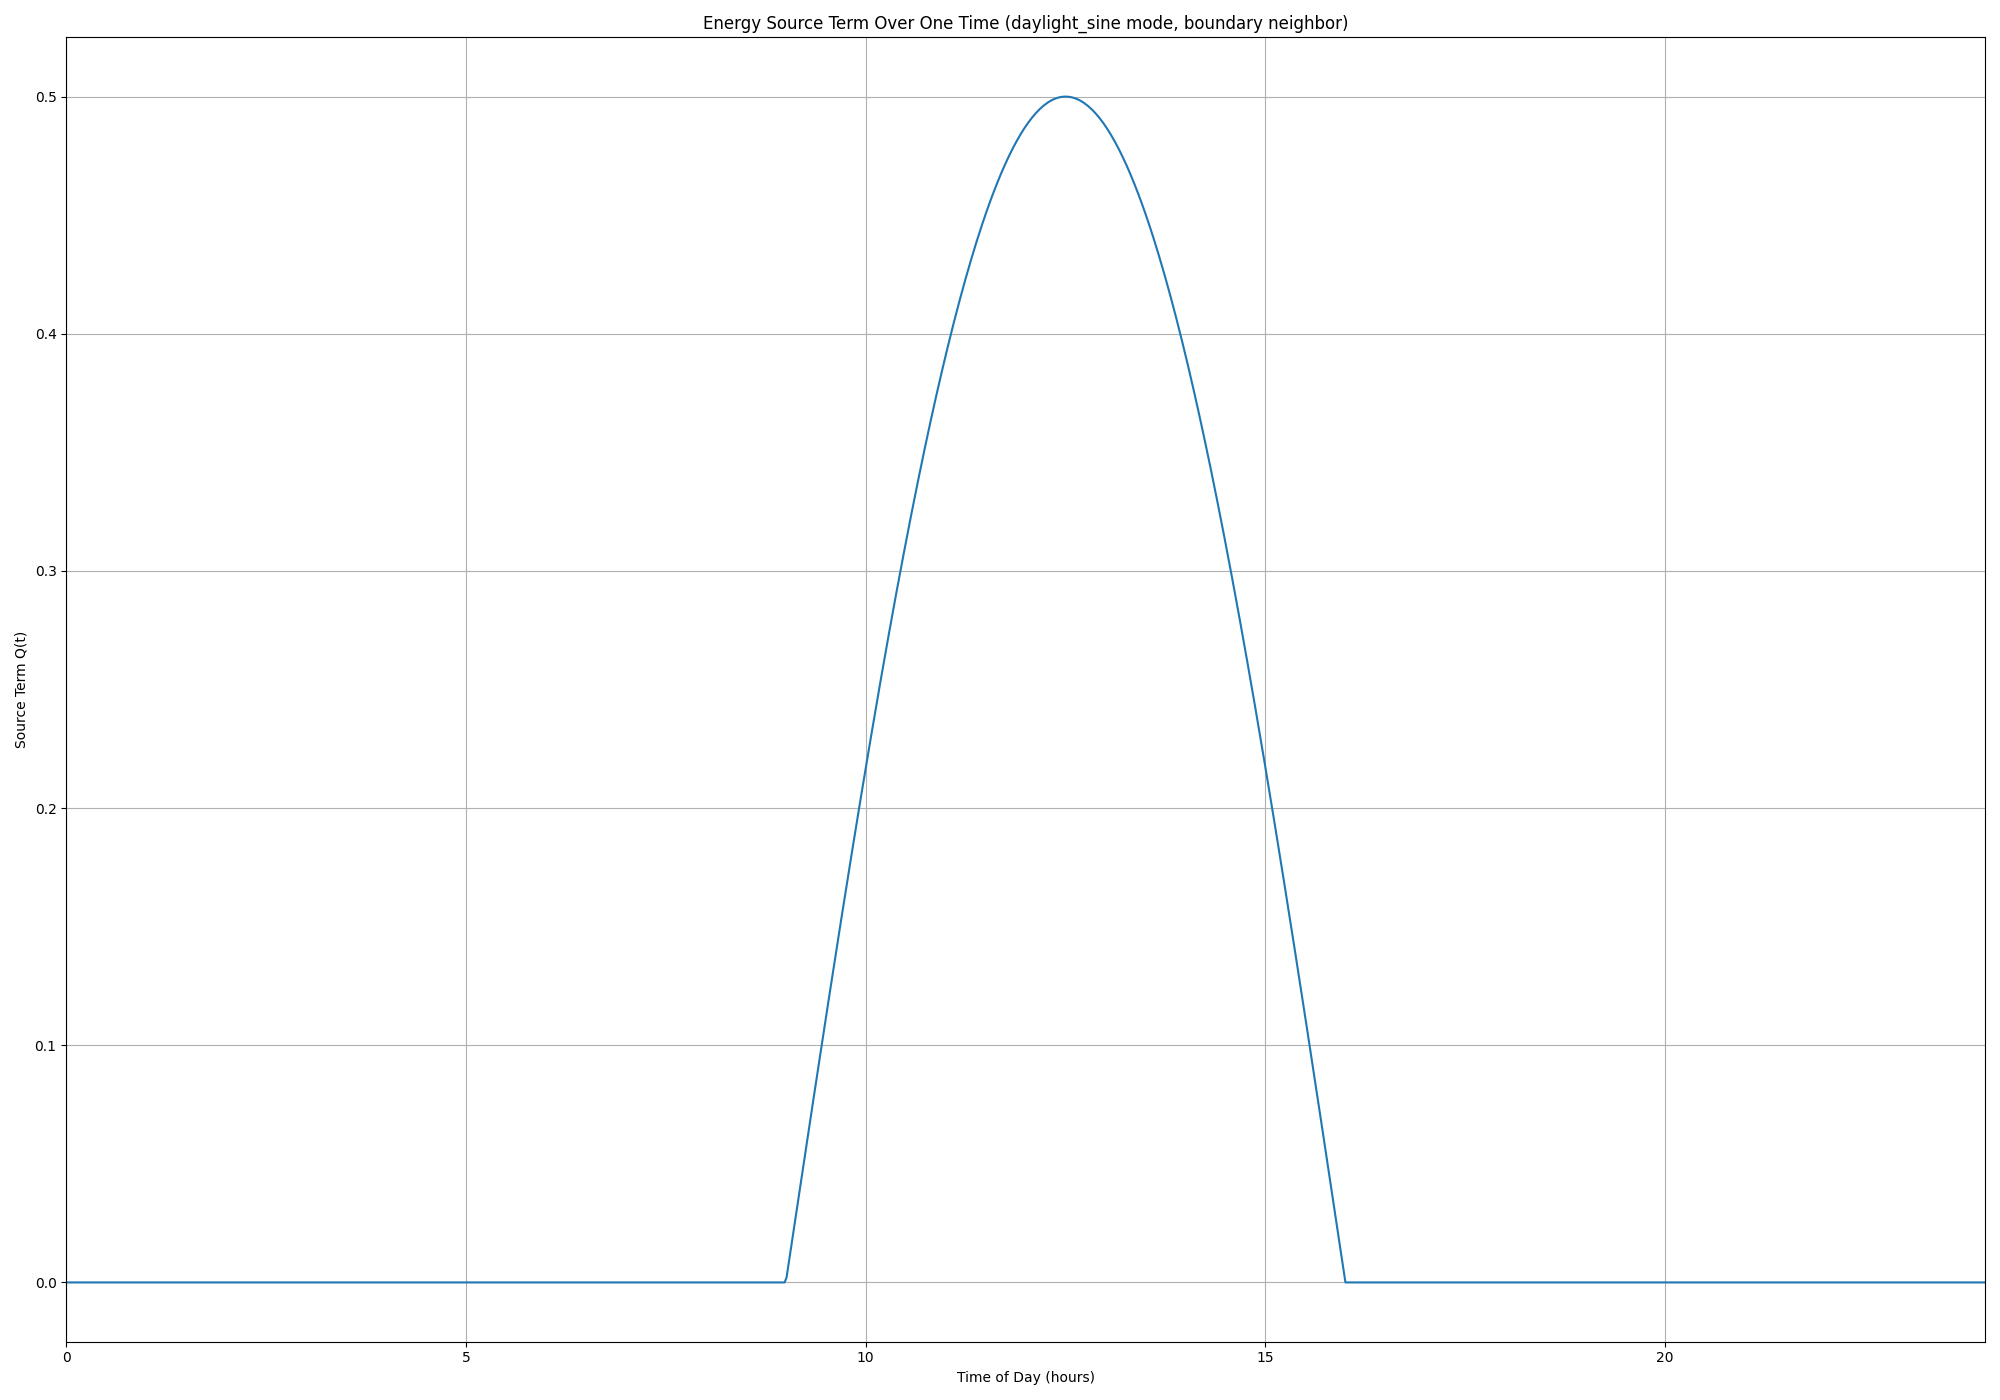 Energy Source Term Over One Time (daylight_sine mode, boundary neighbor)
0.5
0.4
0.3
0.2
0.1
0.0
Source Term Q(t)
0 5 10 15 20
Time of Day (hours)